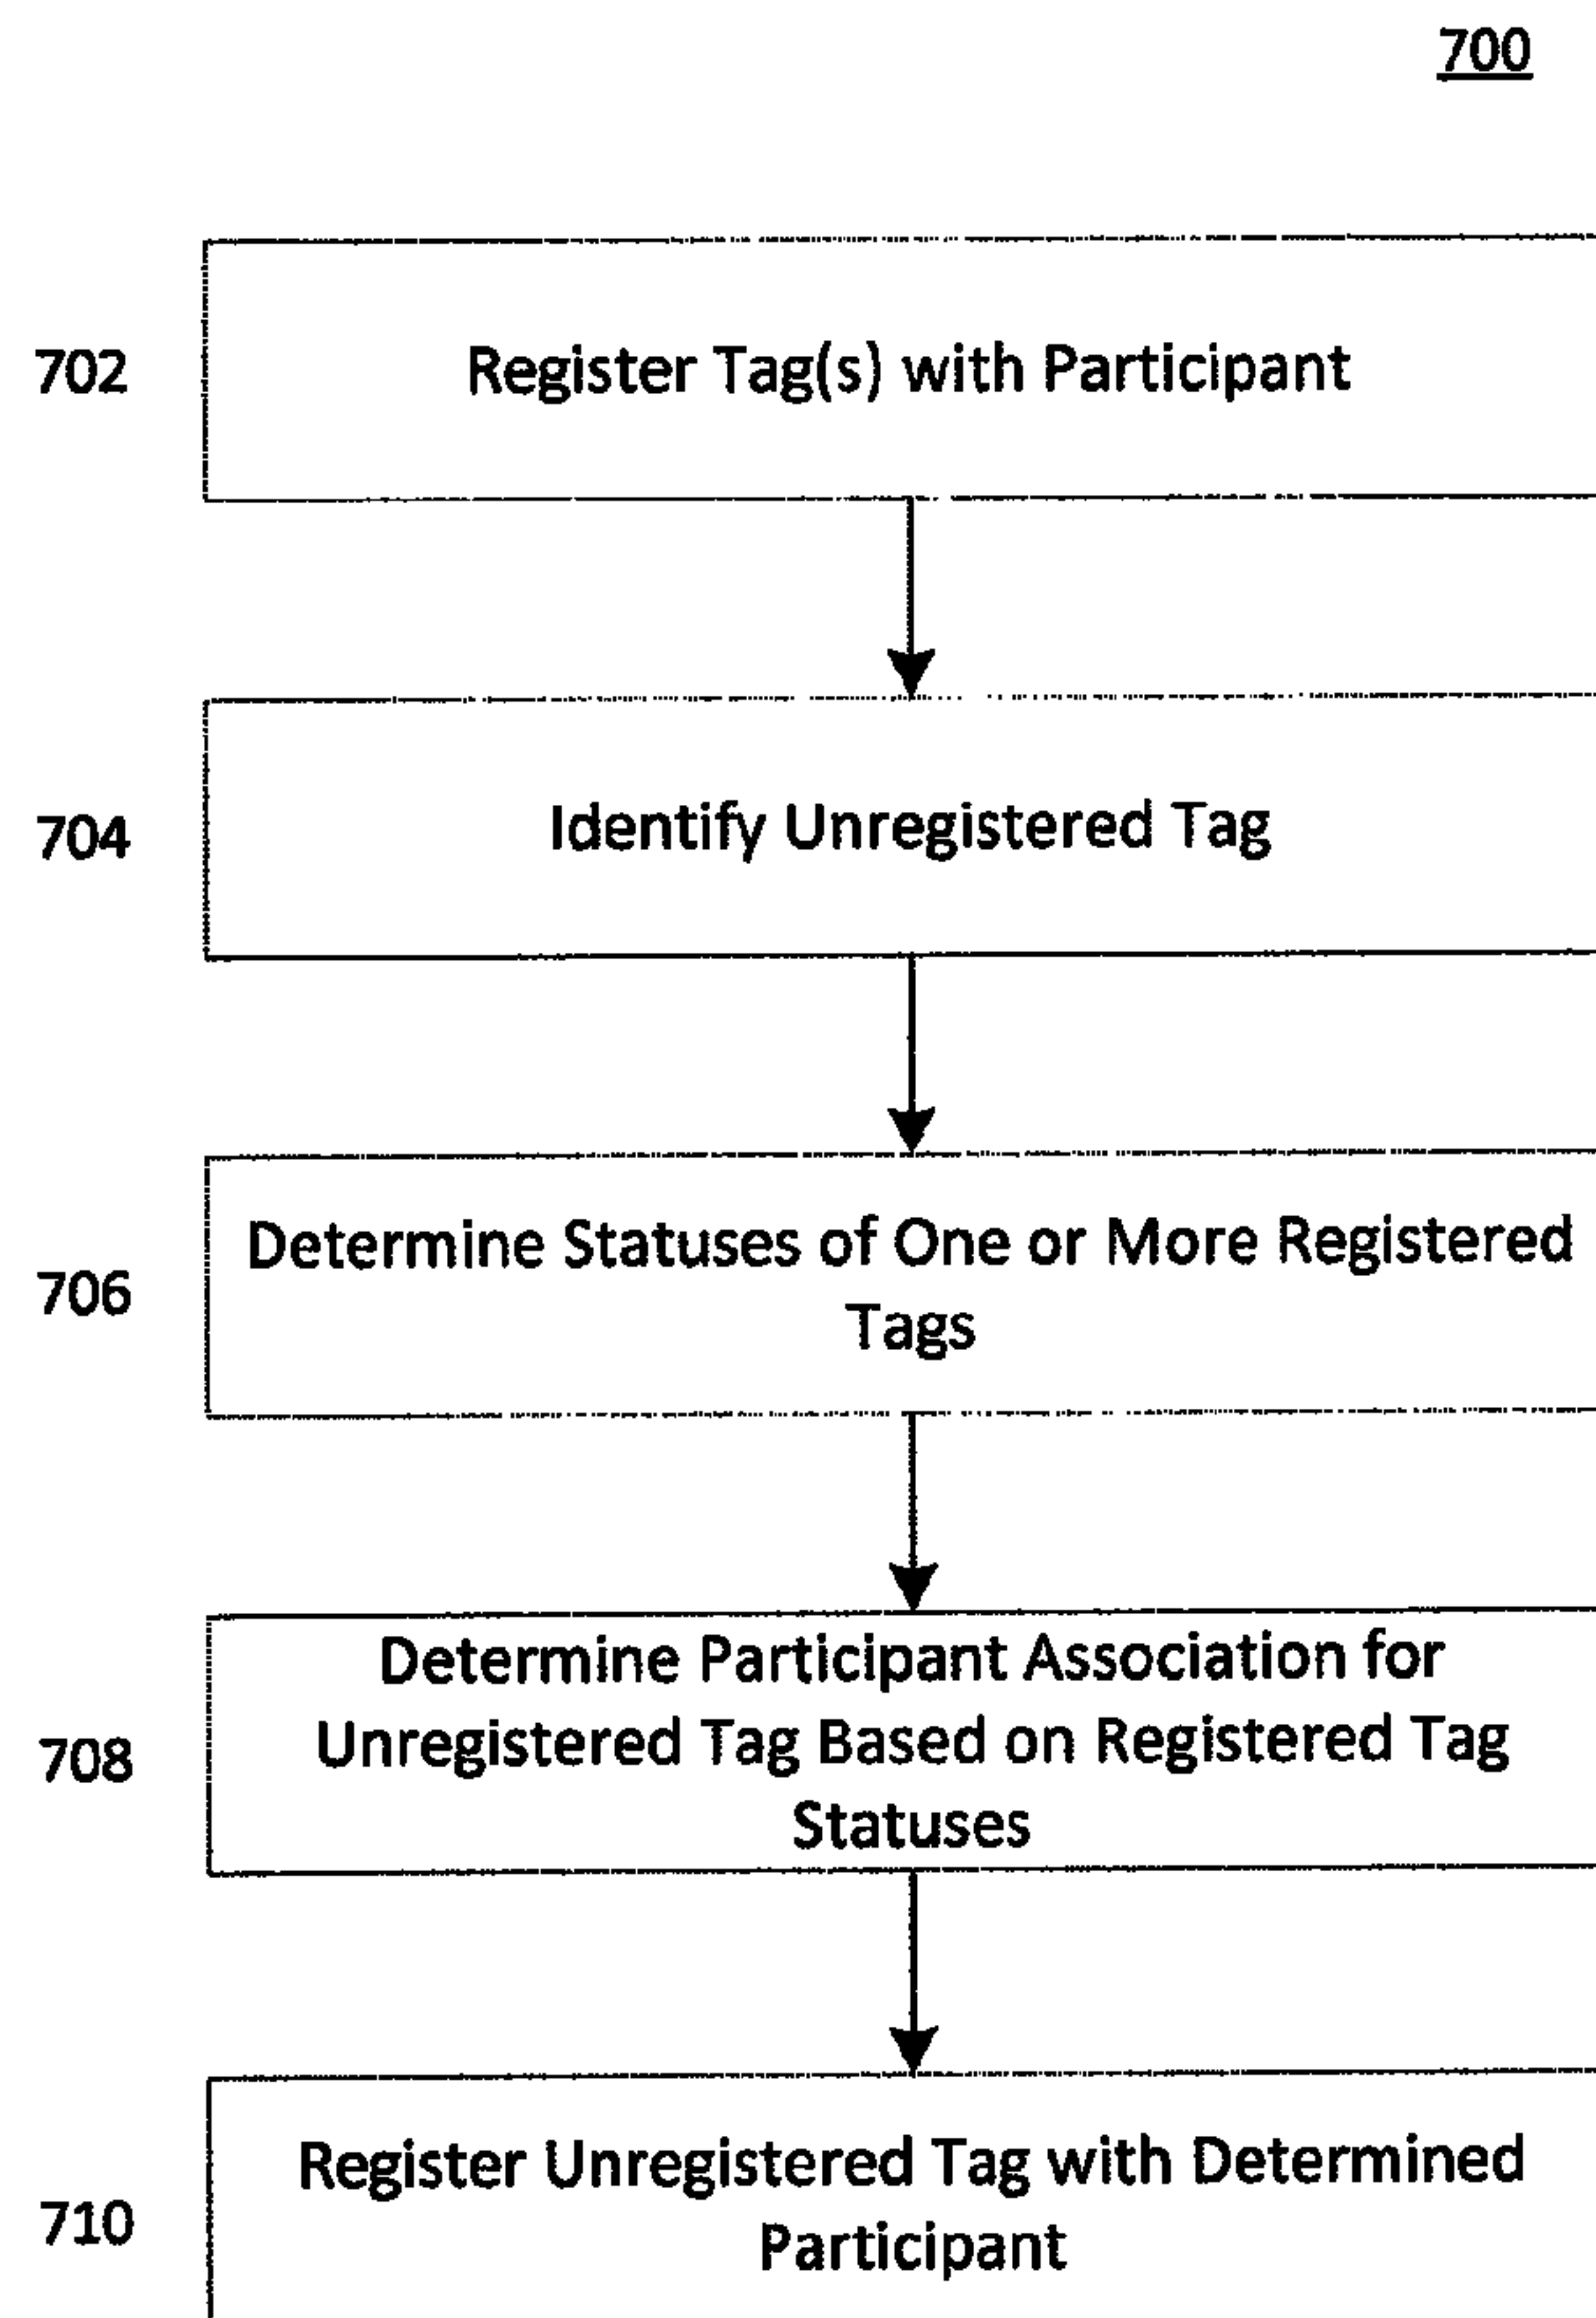 700
702
Register Tag(s) with Participant
704
Identify Unregistered Tag
706
Determine Statuses of One or More Registered
Tags
708
Determine Participant Association for
Unregistered Tag Based on Registered Tag
Statuses
710
Register Unregistered Tag with Determined
Participant